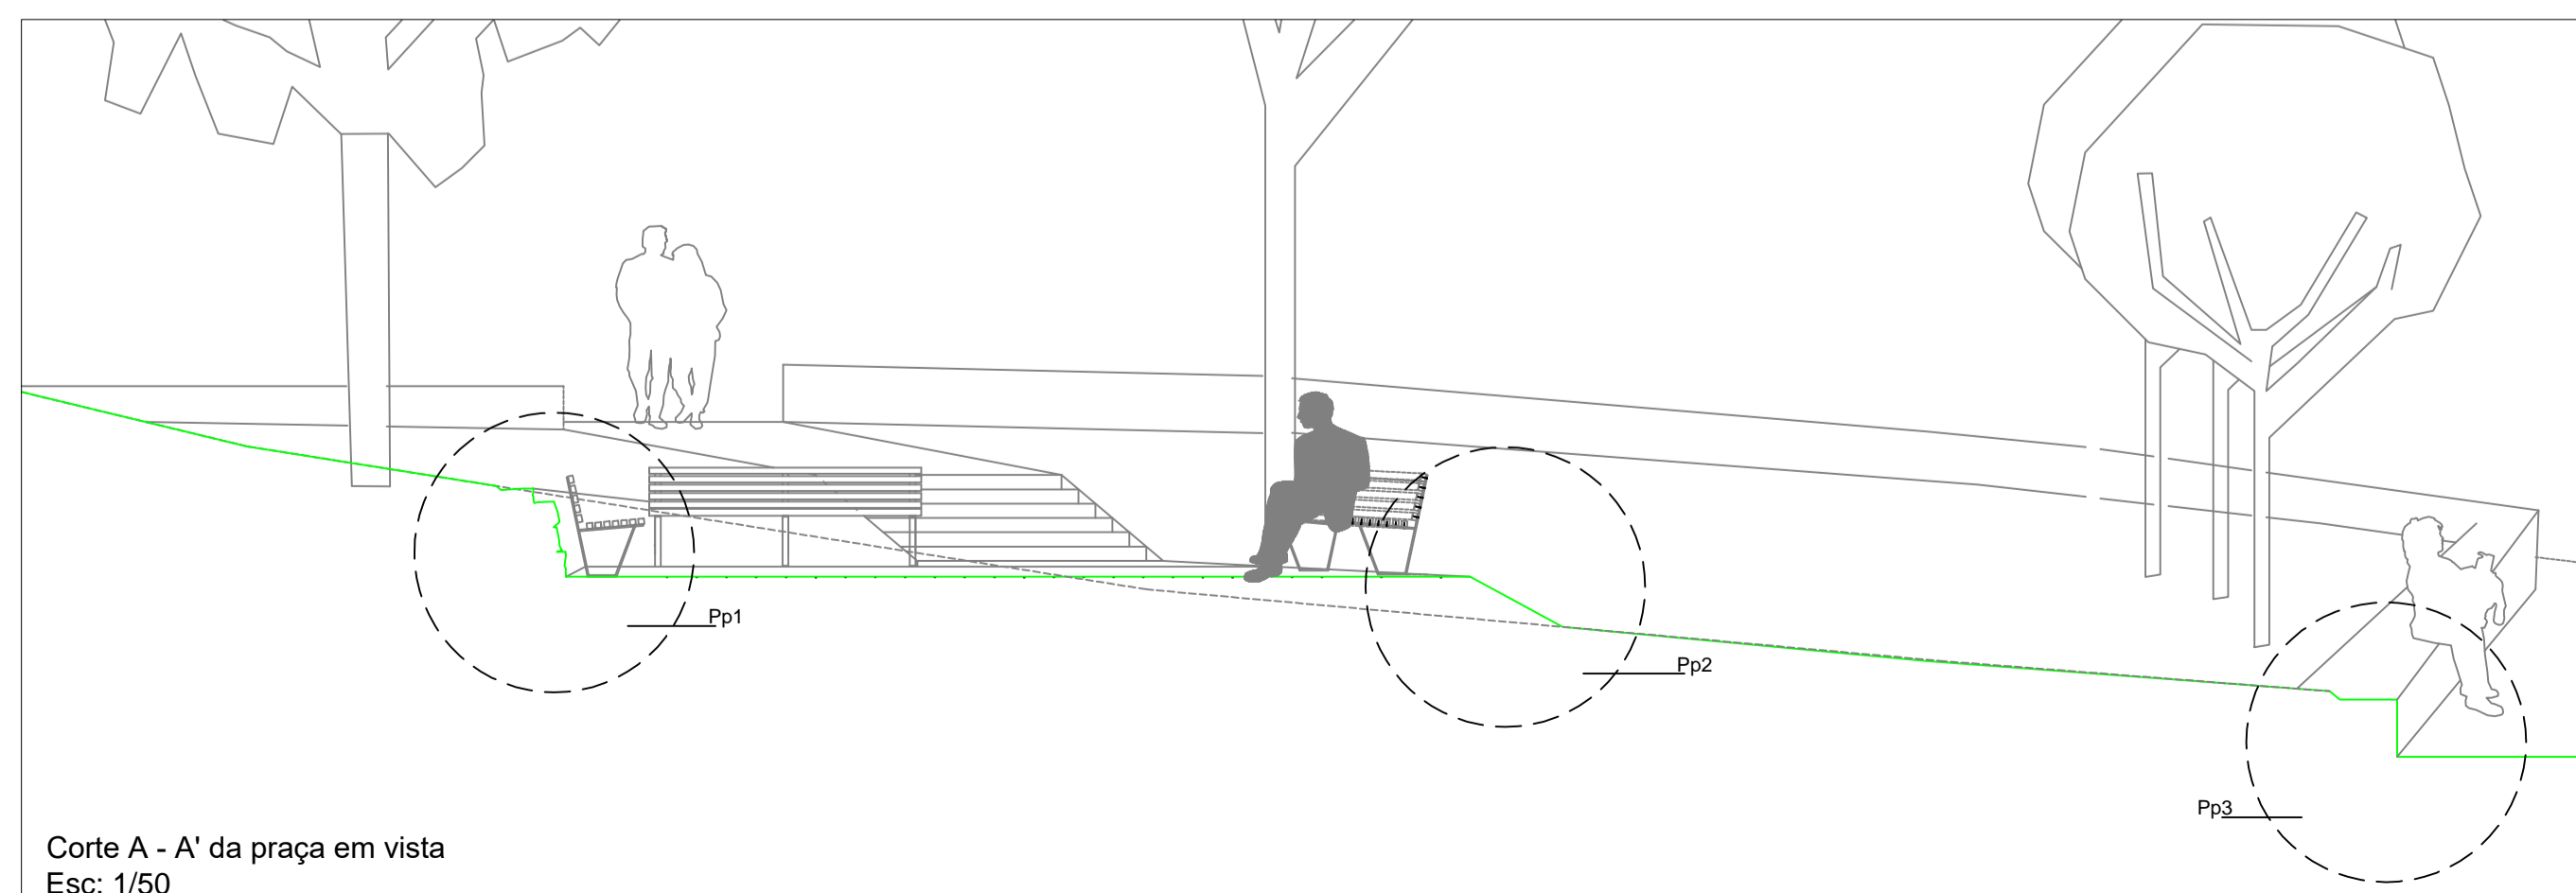 Pp1
Pp2
Pp3
Corte A - A' da praça em vista
Esc: 1/50